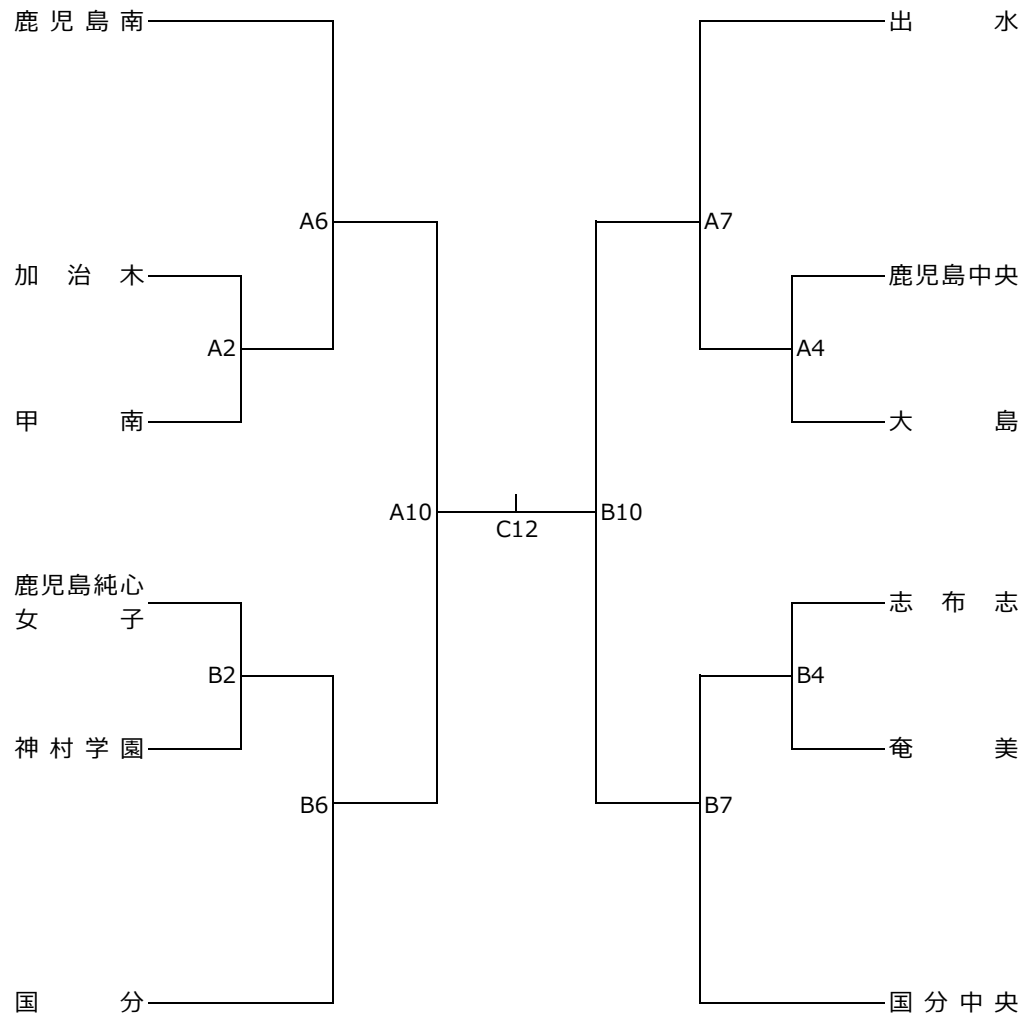 鹿児島南
出水
A6
A7
加治木
鹿児島中央
A2
A4
甲南
大島
A10
B10
C12
鹿児島純心
女子
志布志
B2
B4
神村学園
奄美
B6
B7
国分
国分中央